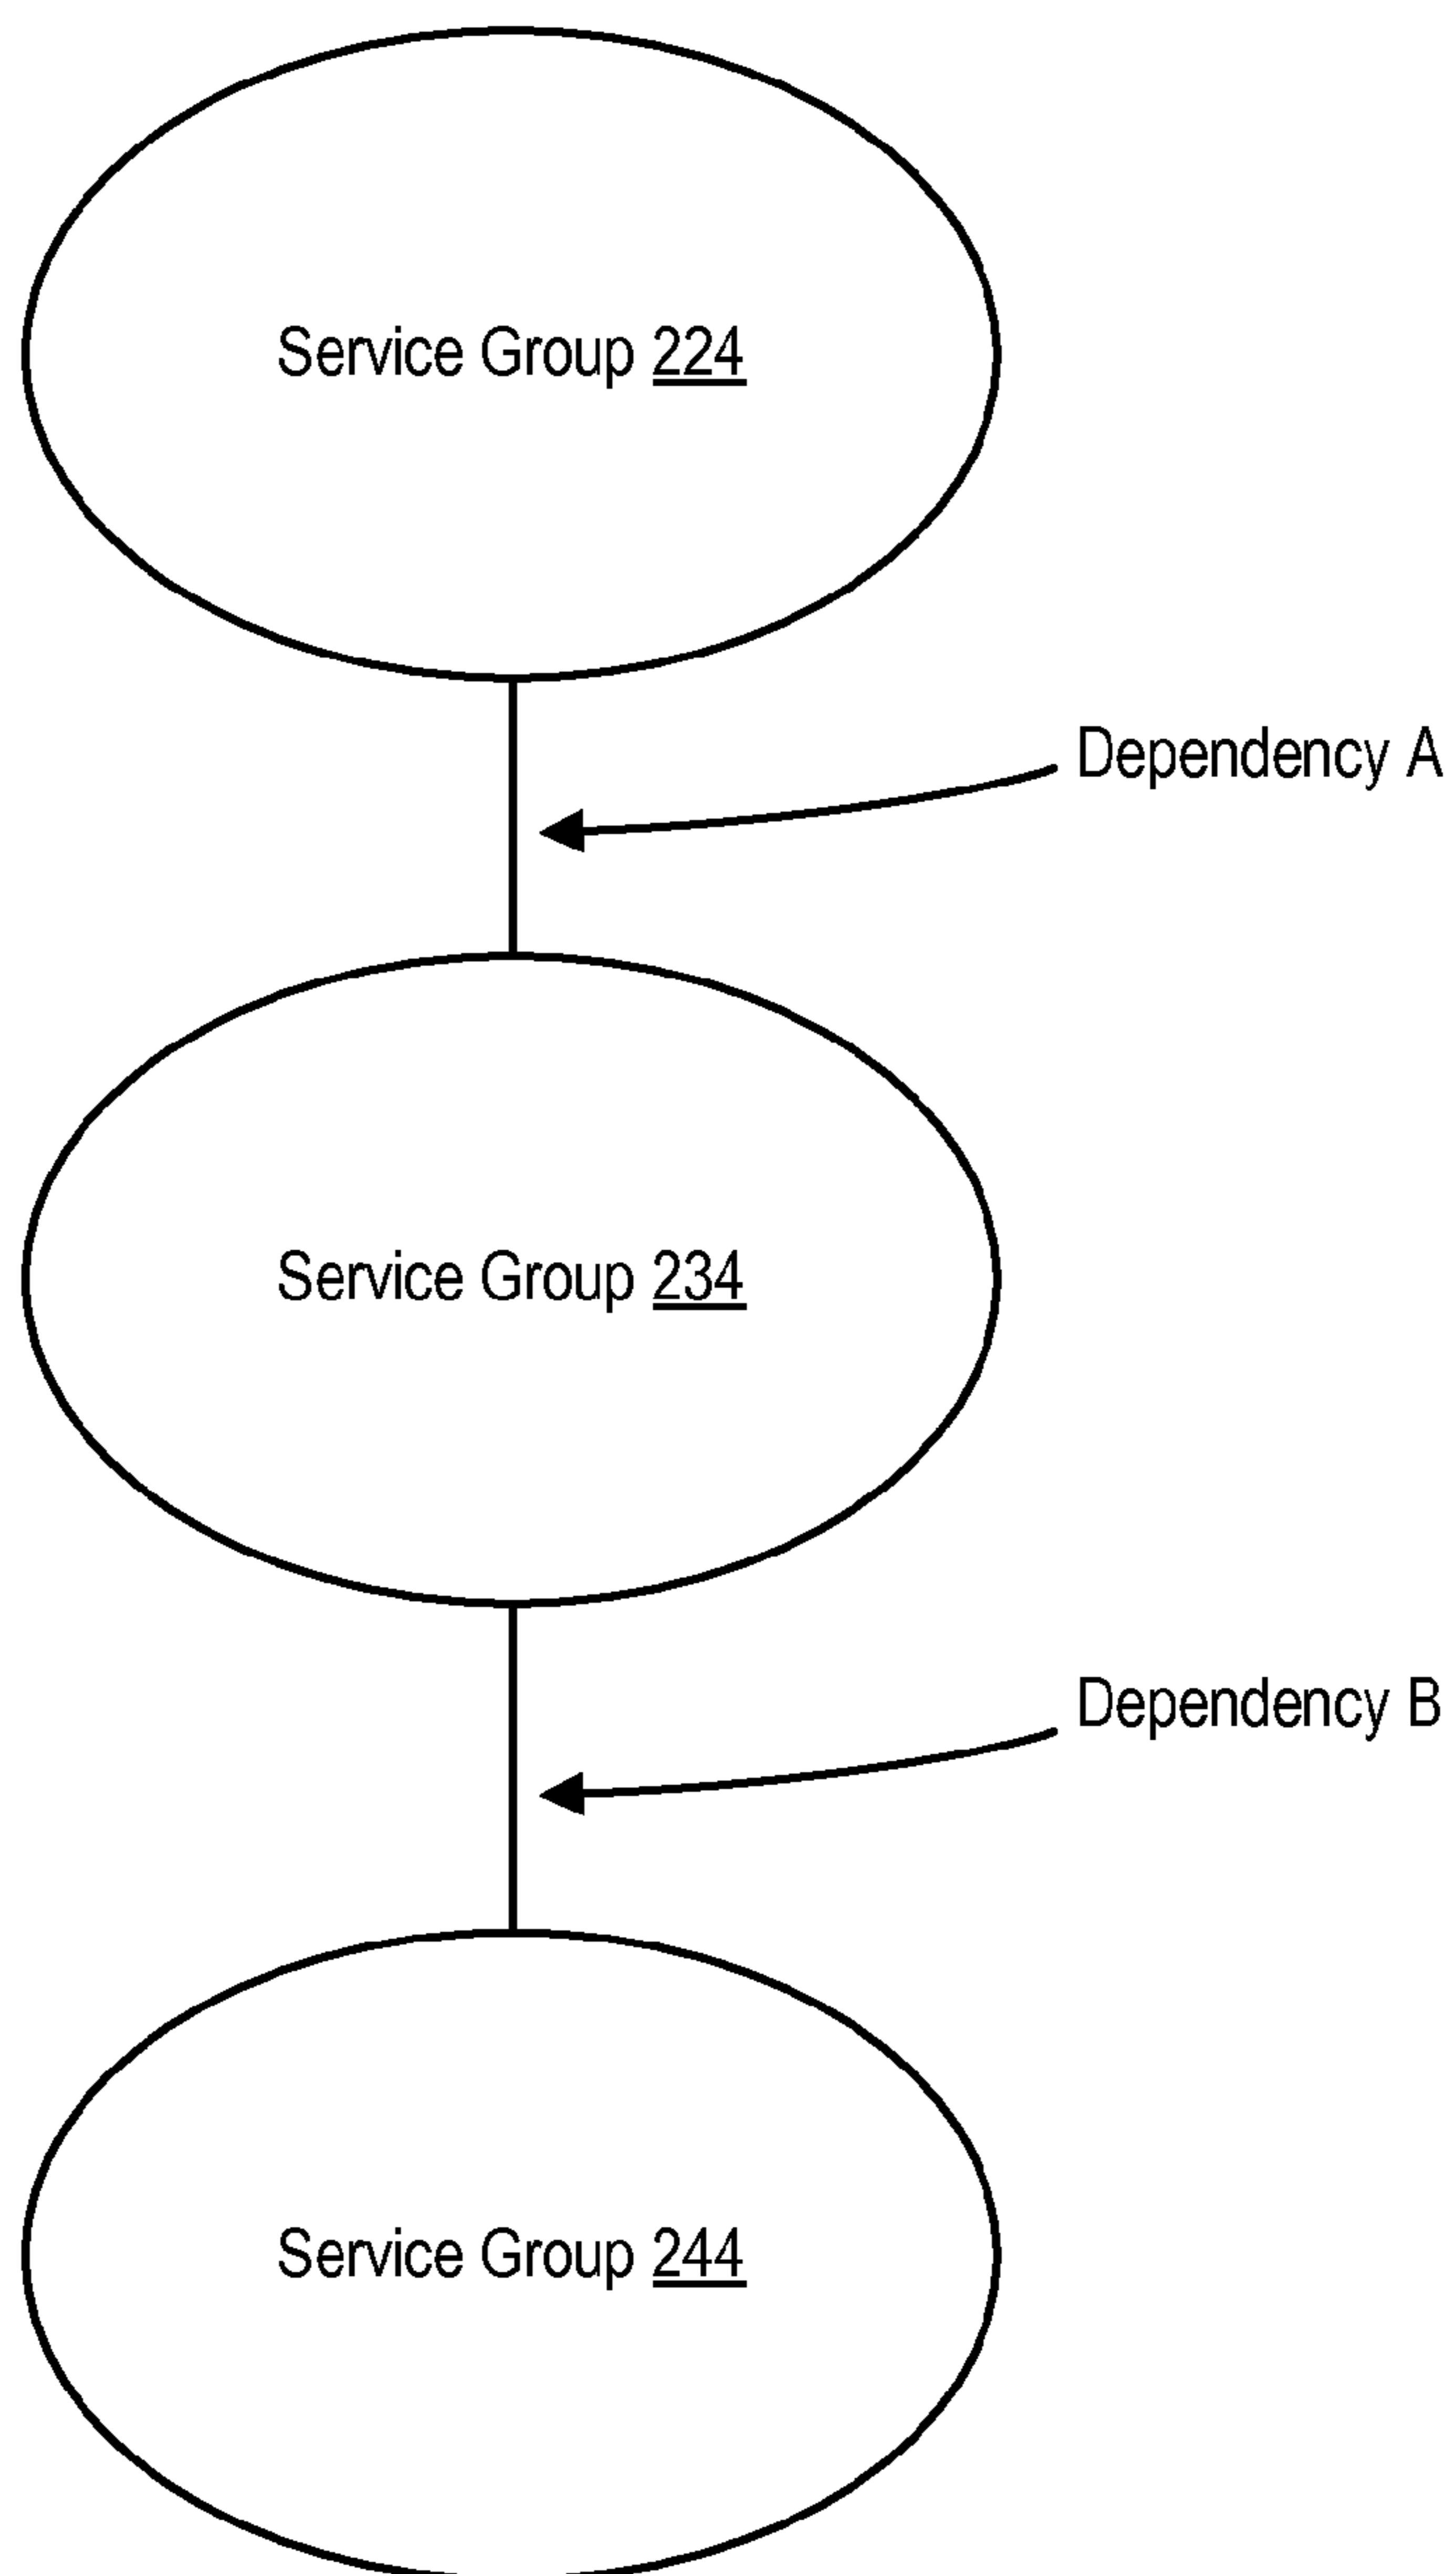 Service Group 224
Dependency A
Service Group 234
Dependency B
Service Group 244